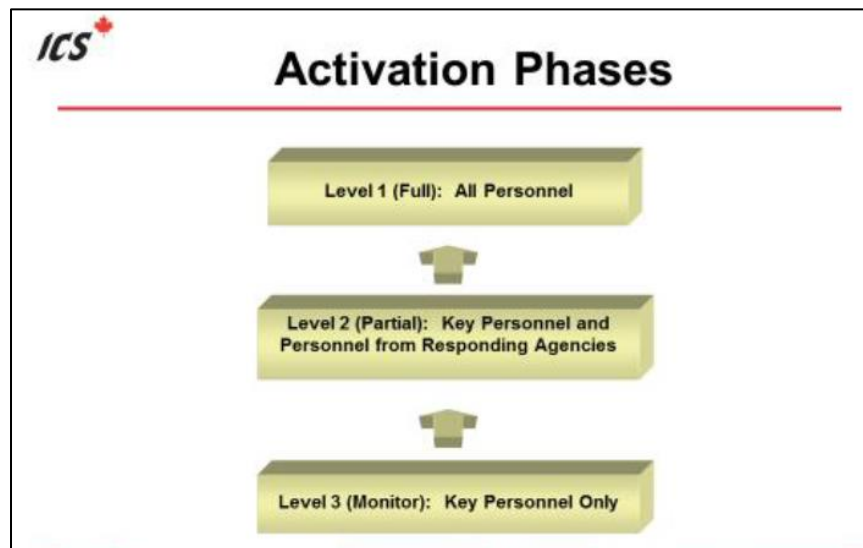 ICS
Activation Phases
Level 1 (Full): All Personnel
Level 2 (Partial): Key Personnel and
Personnel from Responding Agencies
Level 3 (Monitor): Key Personnel Only